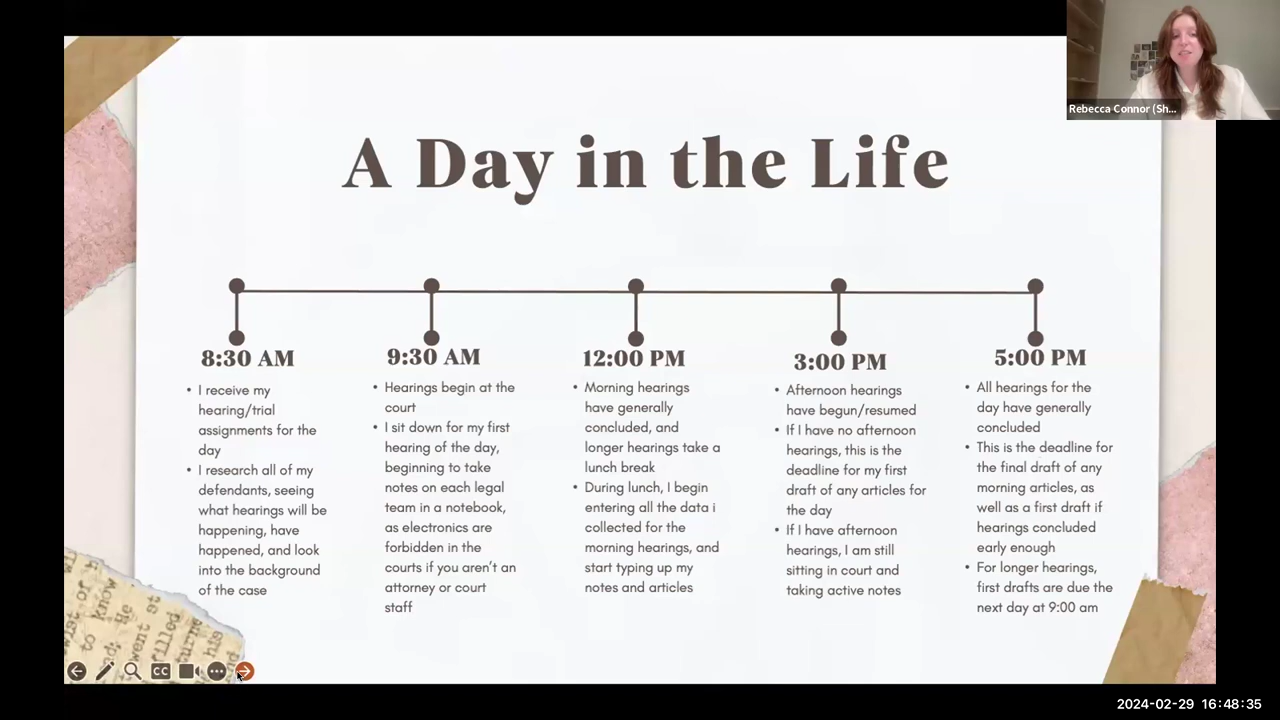 Rebecca Connor (Sh...
A Day in the Life
8:30 AM
• I receive my
hearing/trial
assignments for the
day
• I research all of my
defendants, seeing
what hearings will be
happening, have
happened, and look
into the background
of the case
9:30 AM
• Hearings begin at the
court
• I sit down for my first
hearing of the day,
beginning to take
notes on each legal
team in a notebook,
as electronics are
forbidden in the
courts if you aren't an
attorney or court
staff
12:00 PM
• Morning hearings
have generally
concluded, and
longer hearings take a
lunch break
• During lunch, I begin
entering all the data i
collected for the
morning hearings, and
start typing up my
notes and articles
3:00 PM
• Afternoon hearings
have begun/resumed
• If I have no afternoon
hearings, this is the
deadline for my first
draft of any articles for
the day
• If I have afternoon
hearings, I am still
sitting in court and
taking active notes
5:00 PM
• All hearings for the
day have generally
concluded
• This is the deadline for
the final draft of any
morning articles, as
well as a first draft if
hearings concluded
early enough
• For longer hearings,
first drafts are due the
next day at 9:00 am
know
to
He
went at
his
CC
2024-02-29 16:48:35